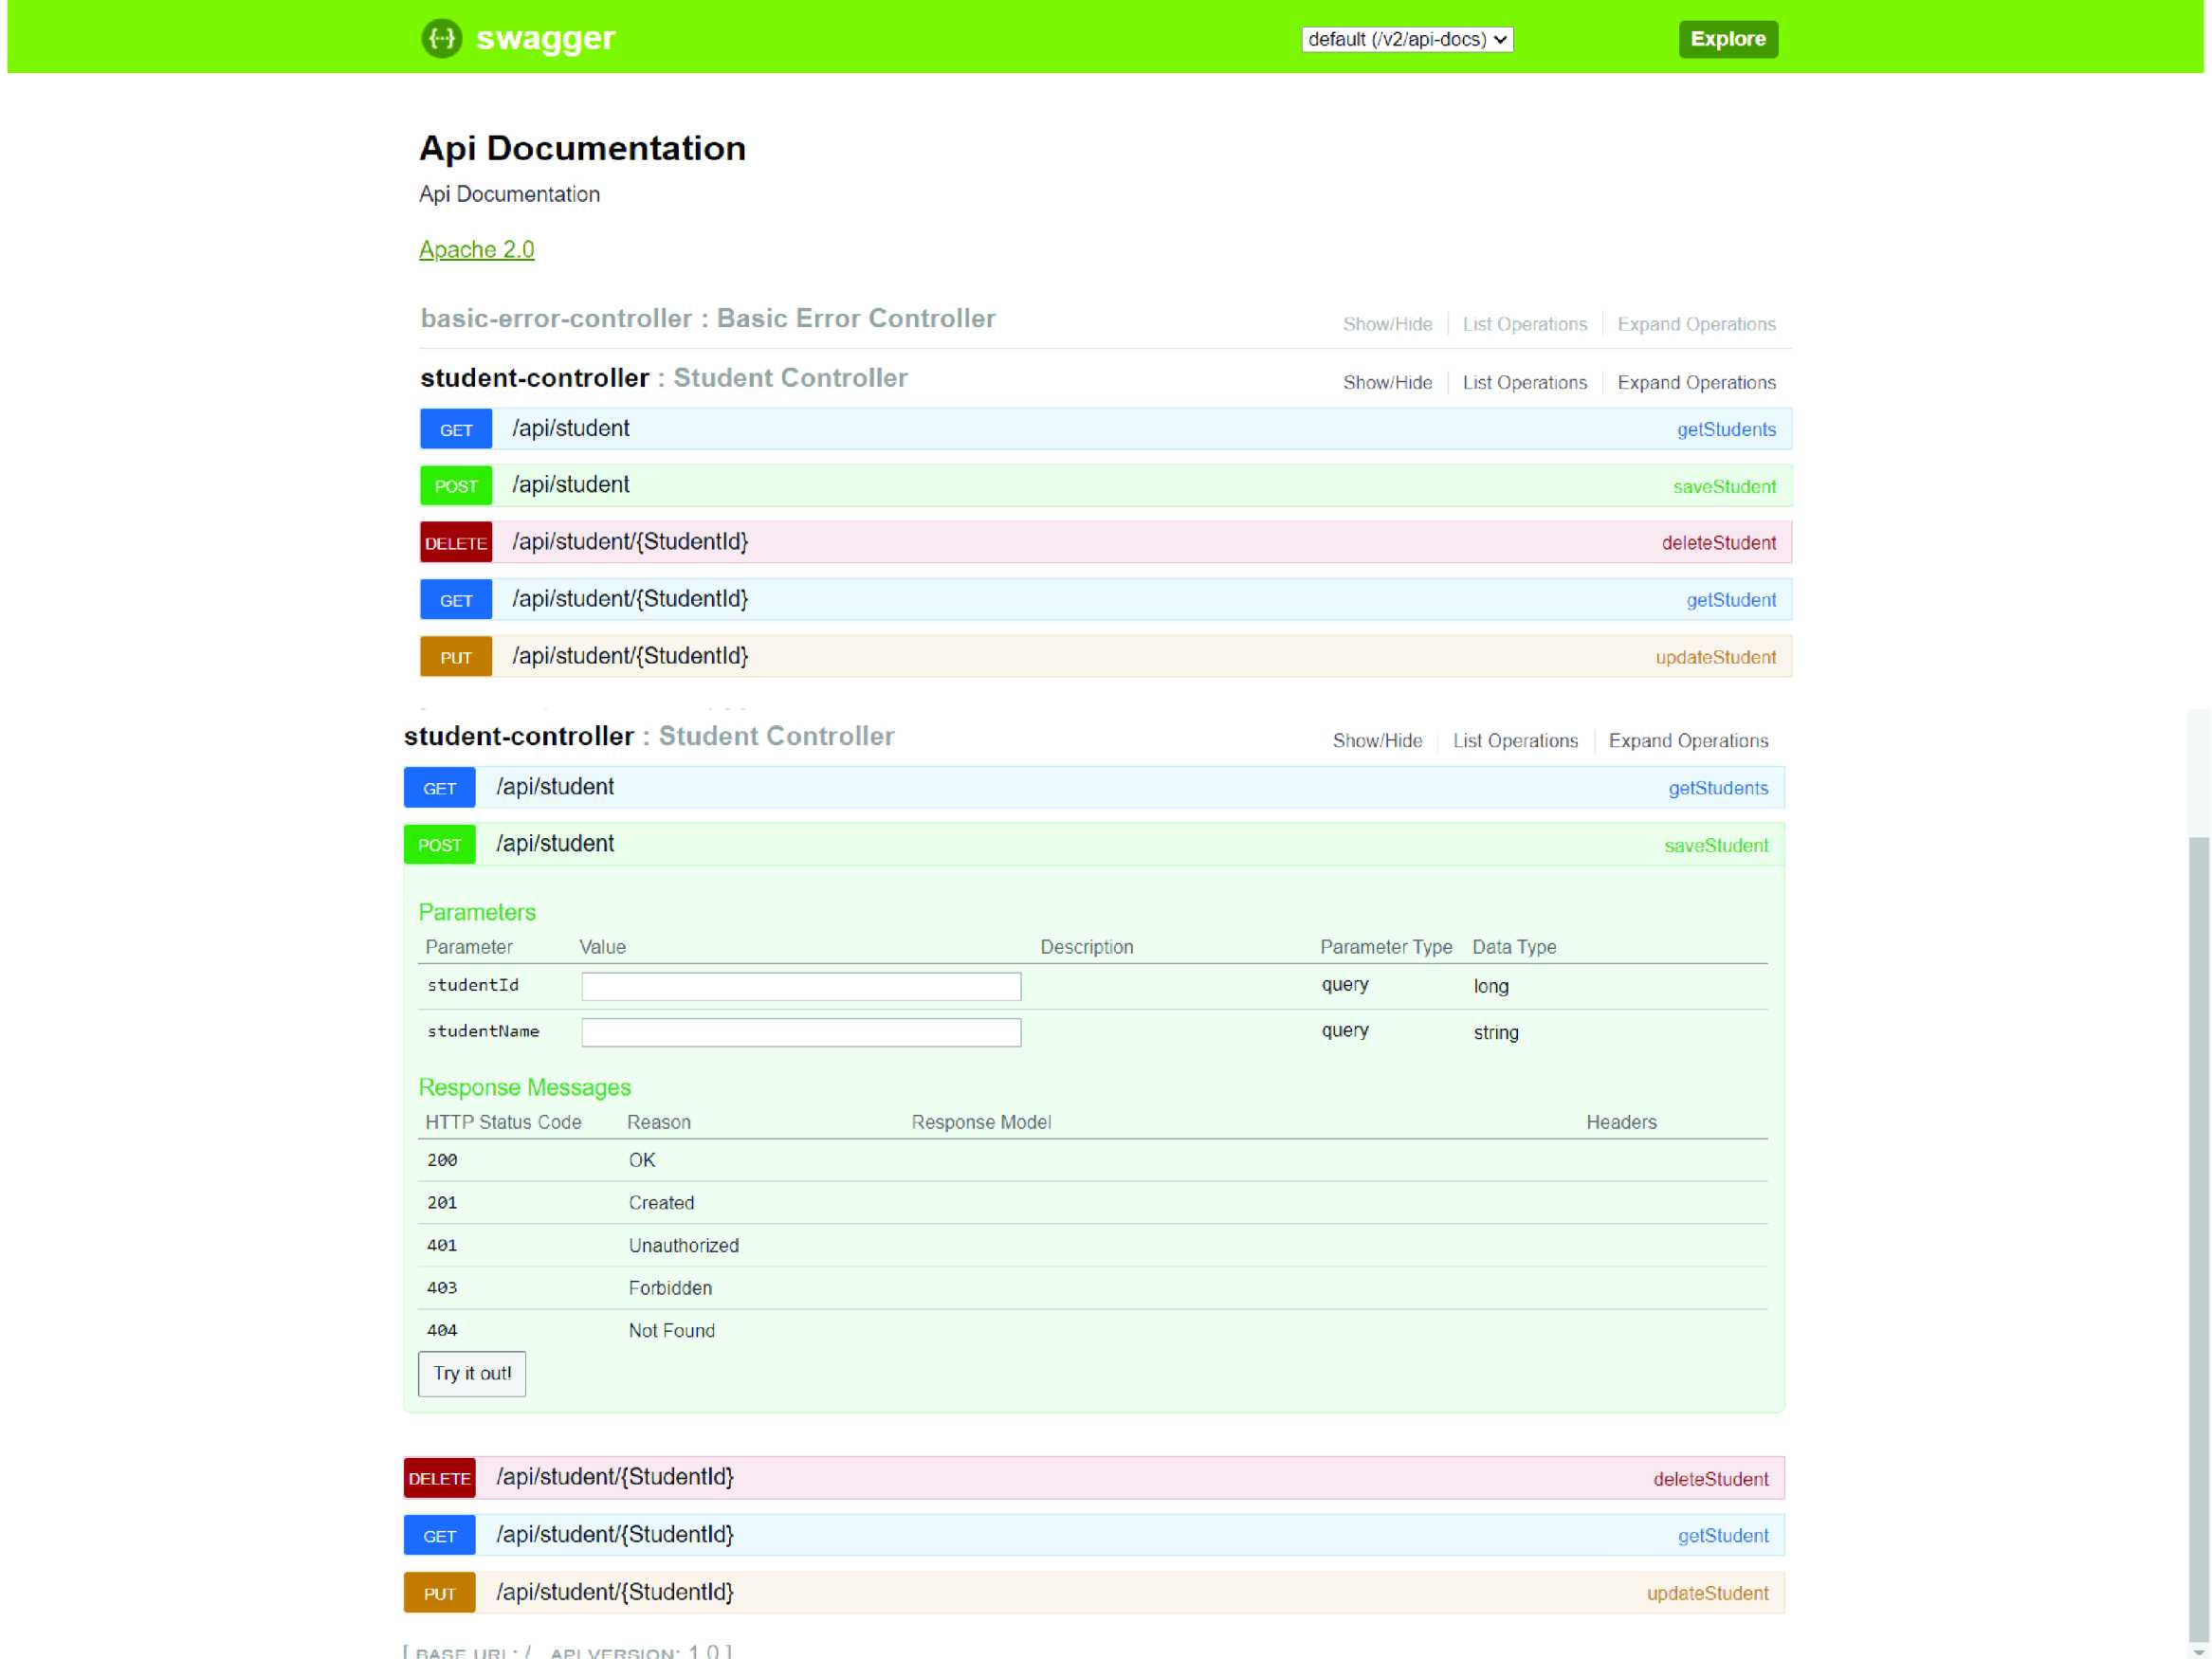 swagger default (/v2/api-docs) Explore
Api Documentation
Api Documentation
Apache 2.0
basic-error-controller : Basic Error Controller Show/Hide List Operations Expand Operations
student-controller : Student Controller Show/Hide List Operations Expand Operations
GET /api/student getStudents
POST /api/student saveStudent
DELETE /api/student/{StudentId} deleteStudent
GET /api/student/{StudentId} getStudent
PUT /api/student/{StudentId} updateStudent
student-controller : Student Controller Show/Hide List Operations Expand Operations
GET /api/student getStudents
POST /api/student saveStudent
Parameters
Parameter Value Description Parameter Type Data Type
studentId query long
studentName query string
Response Messages
HTTP Status Code Reason Response Model Headers
200 OK
201 Created
401 Unauthorized
403 Forbidden
404 Not Found
Try it out!
DELETE /api/student/{StudentId} deleteStudent
GET /api/student/{StudentId} getStudent
PUT /api/student/{StudentId} updateStudent
[ BASE URL: / , API VERSION: 1.0 ]